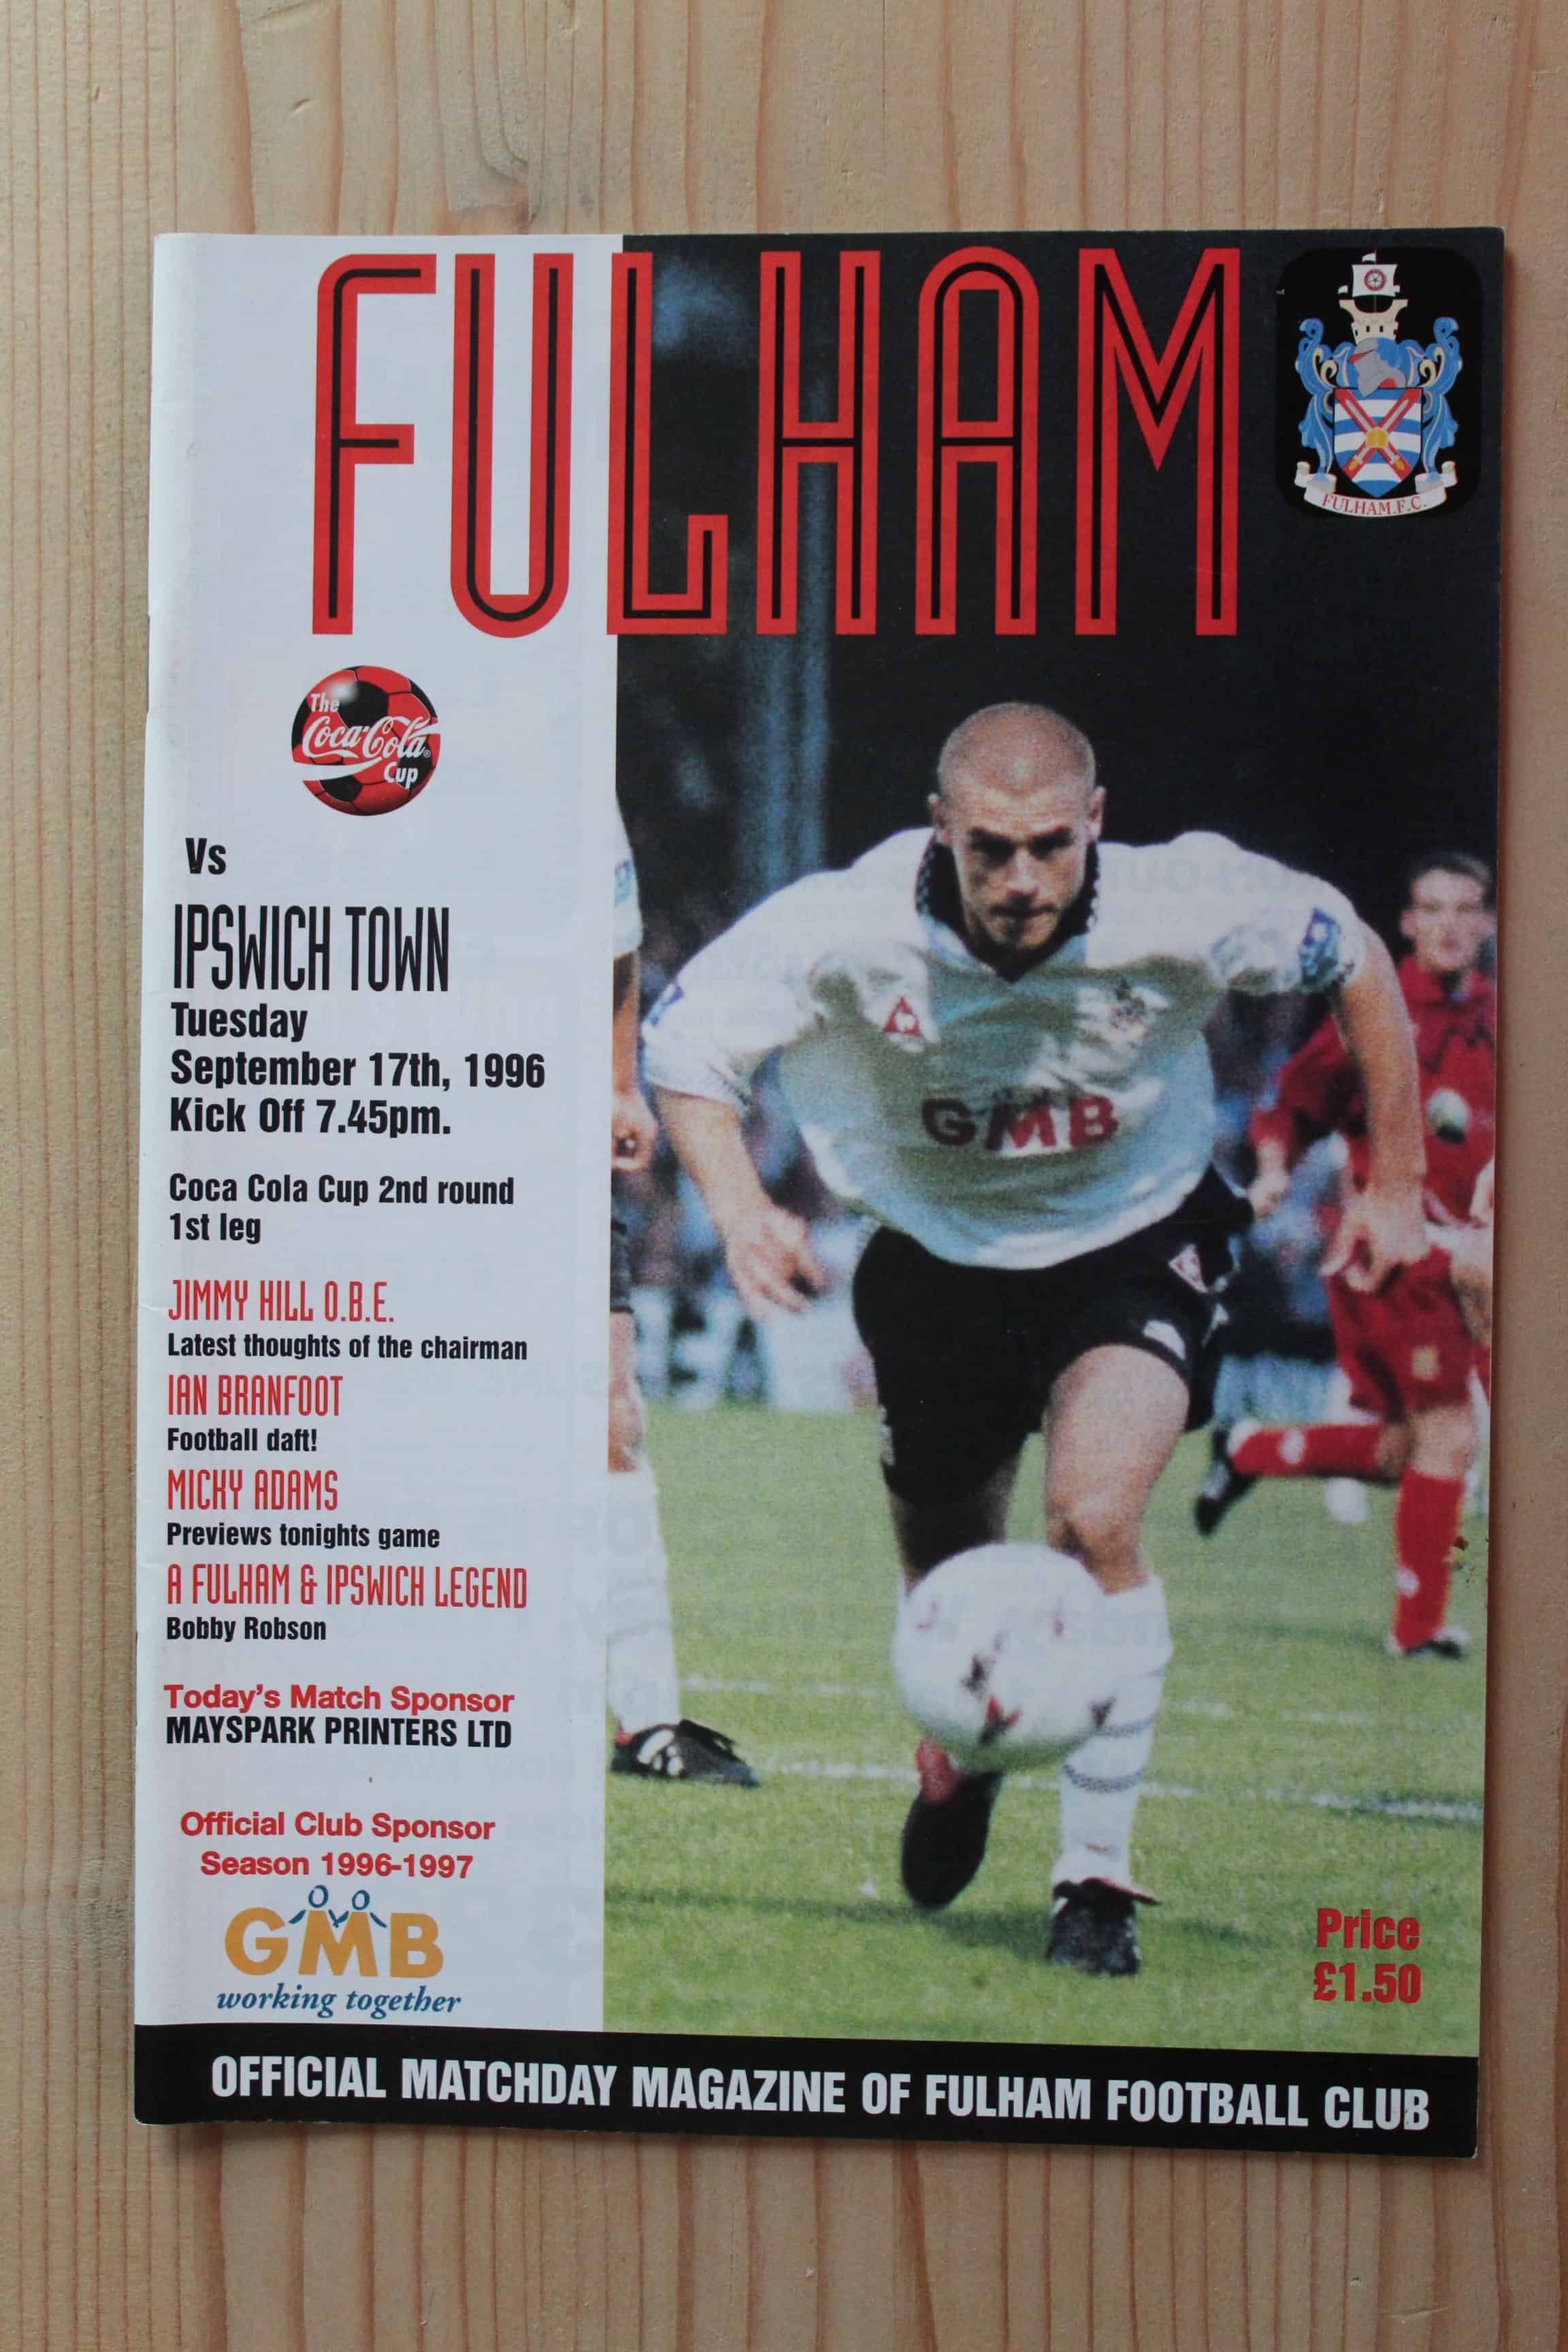 FULHAM
FULHAM.F.C.
The
Coca-Cola®
Cup
Vs
IPSWICH TOWN
Tuesday
September 17th, 1996
Kick Off 7.45pm.
Coca Cola Cup 2nd round
1st leg
JIMMY HILL O.B.E.
Latest thoughts of the chairman
IAN BRANFOOT
Football daft!
MICKY ADAMS
Previews tonights game
A FULHAM & IPSWICH LEGEND
Bobby Robson
Today's Match Sponsor
MAYSPARK PRINTERS LTD
Official Club Sponsor
Season 1996-1997
GMB
working together
GMB
Price
£1.50
OFFICIAL MATCHDAY MAGAZINE OF FULHAM FOOTBALL CLUB